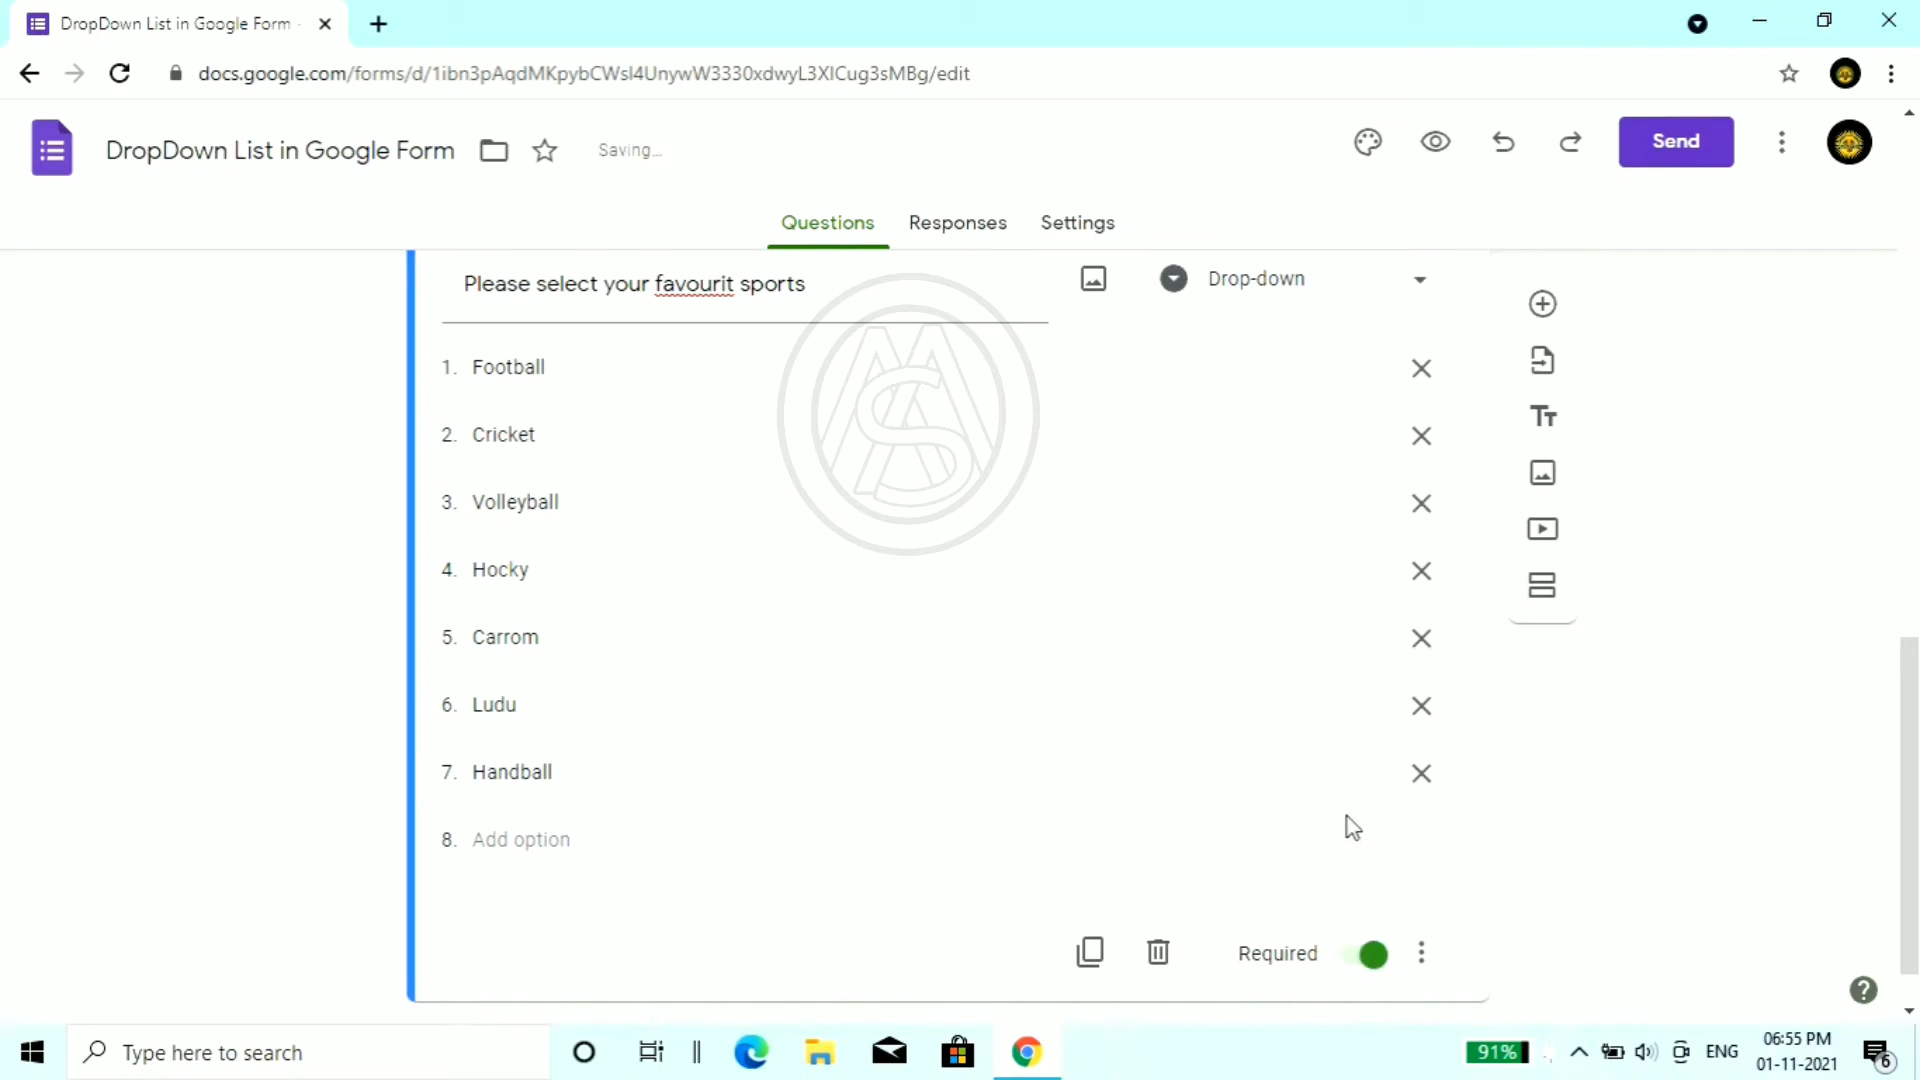 DropDown List in Google Form -
docs.google.com/forms/d/1ibn3pAqdMKpybCWsl4UnywW3330xdwyL3XICug3sMBg/edit
DropDown List in Google Form Saving... Send
Questions Responses Settings
Please select your favourit sports Drop-down
1. Football
2. Cricket
3. Volleyball
4. Hocky
5. Carrom
6. Ludu
7. Handball
8. Add option
Required
Type here to search 91% ENG 06:55 PM
01-11-2021 6